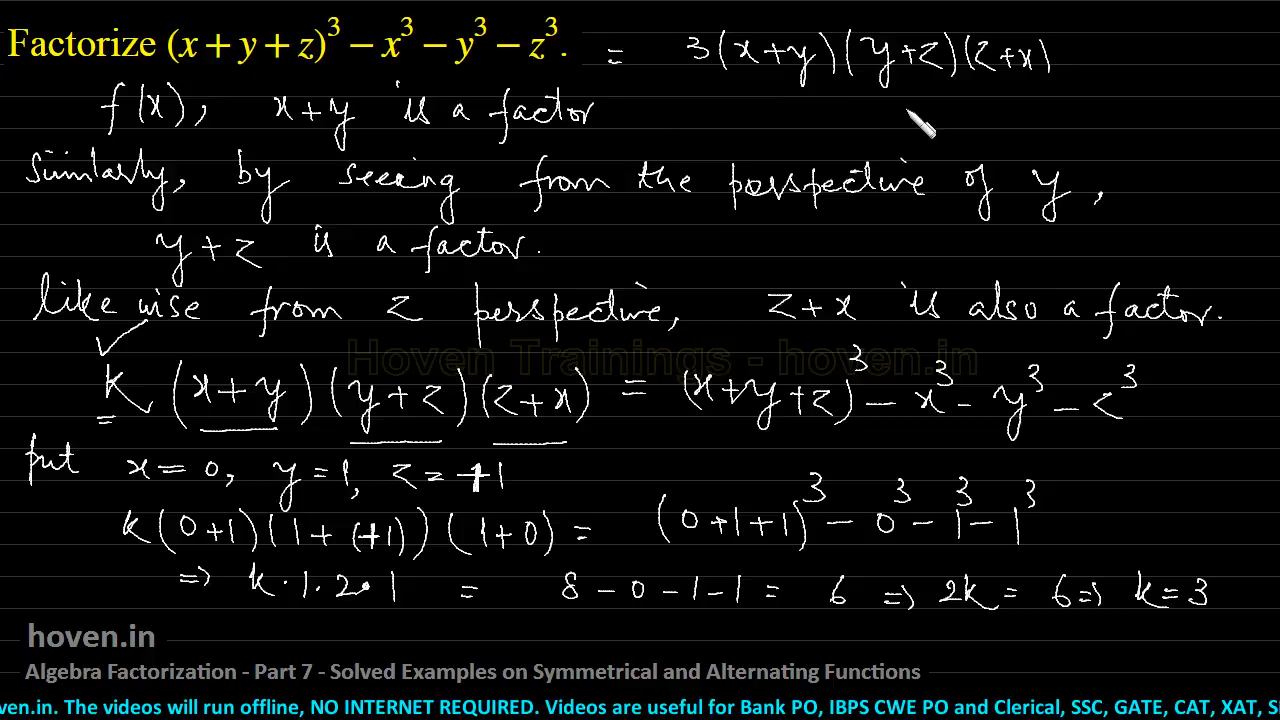 Factorize (x + y + z)³ − x³ − y³ − z³. = 3(x+y)(y+z)(z+x)
f(x), x+y is a factor
Similarly, by seeing from the perspective of y,
y+z is a factor.
like wise from z perspective, z+x is also a factor.
Hoven Trainings - hoven.in
k (x+y)(y+z)(z+x) = (x+y+z)³ − x³ − y³ − z³
put x=0, y=1, z=+1
k(0+1)(1+(+1))(1+0) = (0+1+1)³ − 0³ − 1³ − 1³
=> k·1·2·1 = 8−0−1−1 = 6 => 2k = 6 => k=3
hoven.in
Algebra Factorization - Part 7 - Solved Examples on Symmetrical and Alternating Functions
ven.in. The videos will run offline, NO INTERNET REQUIRED. Videos are useful for Bank PO, IBPS CWE PO and Clerical, SSC, GATE, CAT, XAT, S